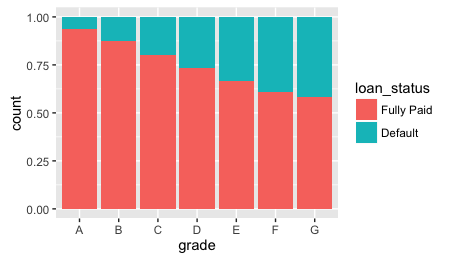 1.00
0.75
0.50
0.25
0.00
count
A B C D E F G
grade
loan_status
Fully Paid
Default